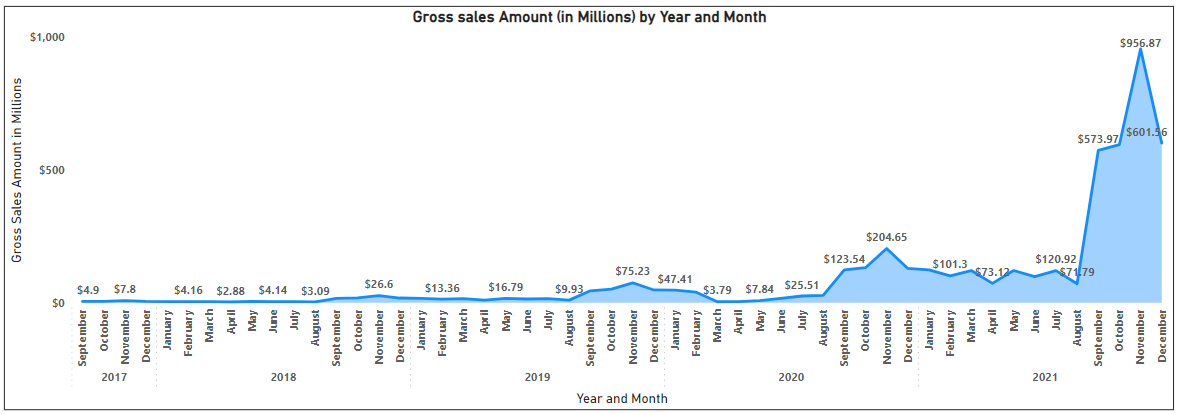 Gross sales Amount (in Millions) by Year and Month
Gross Sales Amount in Millions
$1,000
$500
$0
$4.9 $7.8 $4.16 $2.88 $4.14 $3.09 $26.6 $13.36 $16.79 $9.93 $75.23 $47.41 $3.79 $7.84 $25.51 $123.54 $204.65 $101.3 $73.12 $120.92 $71.79 $573.97 $956.87 $601.56
September October November December January February March April May June July August September October November December January February March April May June July August September October November December January February March April May June July August September October November December January February March April May June July August September October November December
2017 2018 2019 2020 2021
Year and Month